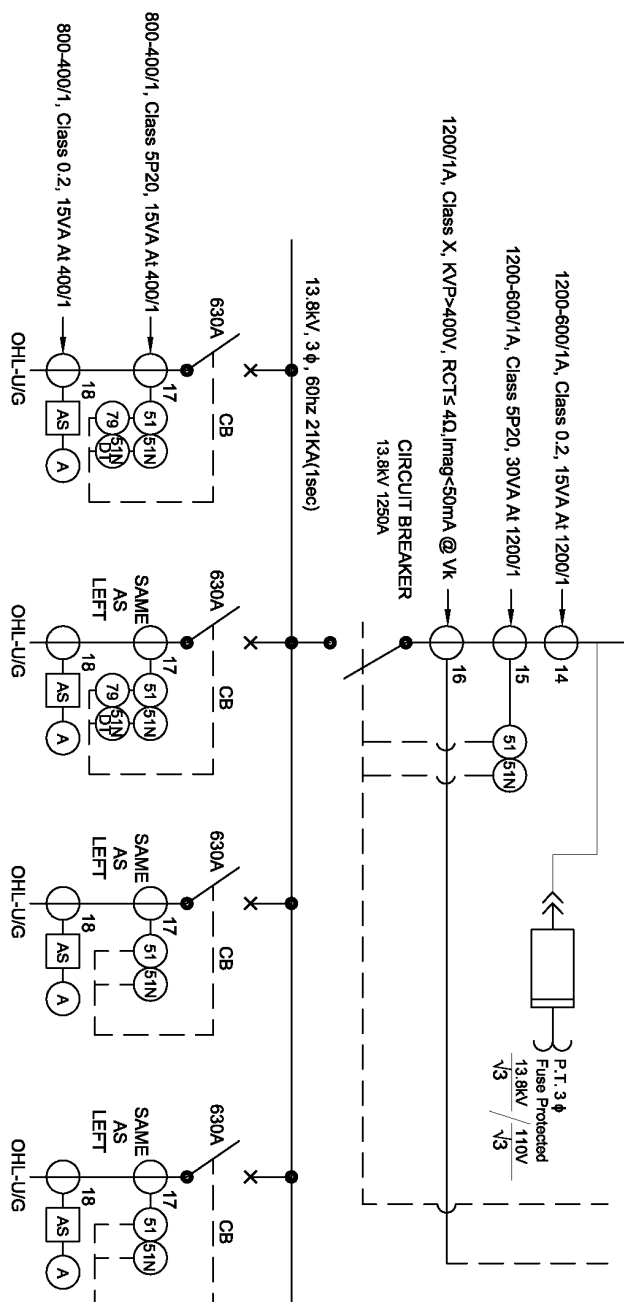 1200-600/1A, Class 0.2, 15VA At 1200/1
14
1200-600/1A, Class 5P20, 30VA At 1200/1
15
51
51N
1200/1A, Class X, KVP>400V, RCT≤ 4Ω,Imag<50mA @ Vk
16
P.T. 3 ϕ
Fuse Protected
13.8kV / 110V
√3 √3
CIRCUIT BREAKER
13.8kV 1250A
13.8kV, 3 ϕ, 60hz 21KA(1sec)
630A
CB
800-400/1, Class 5P20, 15VA At 400/1
17
51
51N
79
51N
DT
800-400/1, Class 0.2, 15VA At 400/1
18
AS
A
OHL-U/G
630A
CB
SAME
AS
LEFT
17
51
51N
79
51N
DT
18
AS
A
OHL-U/G
630A
CB
SAME
AS
LEFT
17
51
51N
18
AS
A
OHL-U/G
630A
CB
SAME
AS
LEFT
17
51
51N
18
AS
A
OHL-U/G